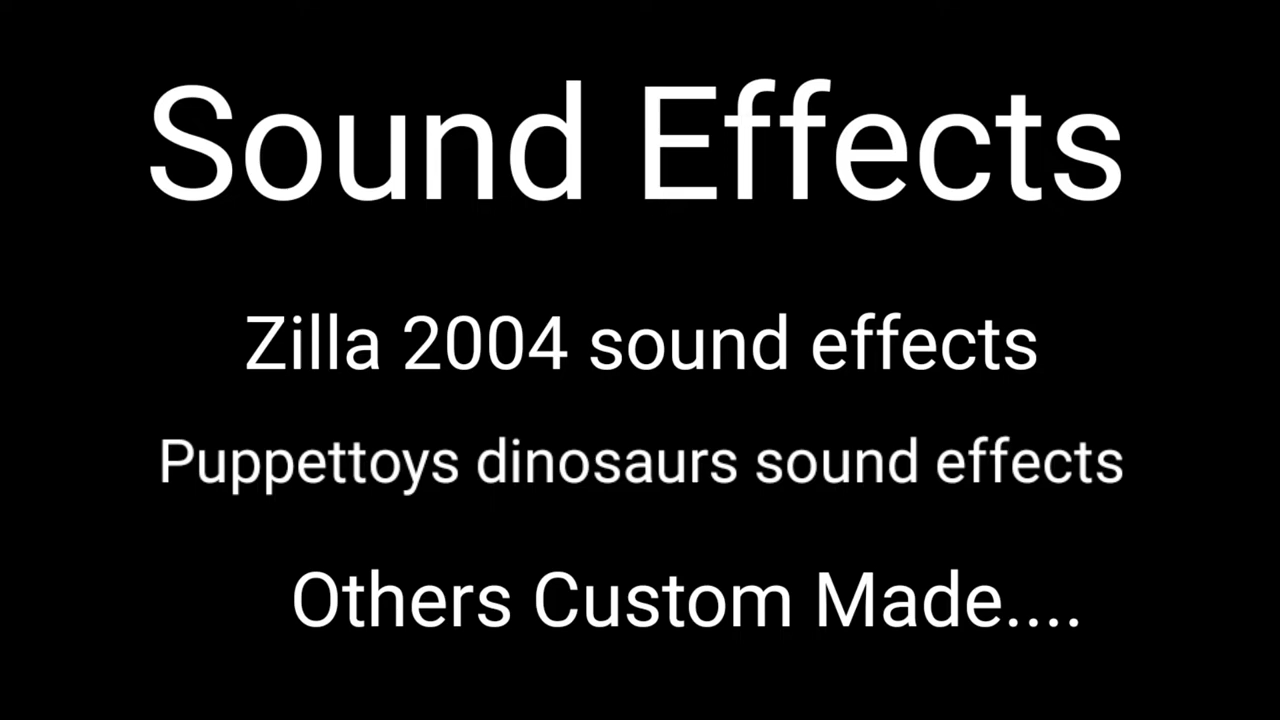 Sound Effects
Zilla 2004 sound effects
Puppettoys dinosaurs sound effects
Others Custom Made....